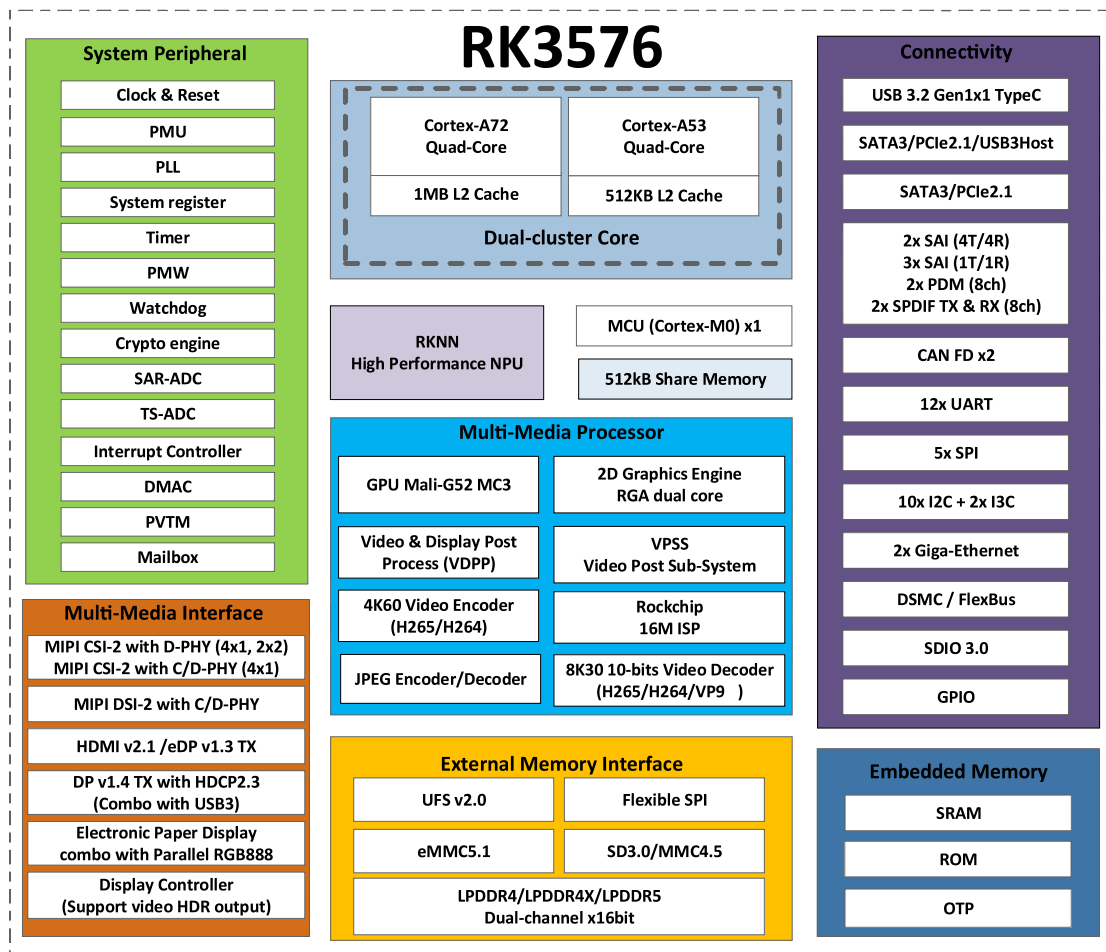 RK3576
System Peripheral
Clock & Reset
PMU
PLL
System register
Timer
PMW
Watchdog
Crypto engine
SAR-ADC
TS-ADC
Interrupt Controller
DMAC
PVTM
Mailbox
Multi-Media Interface
MIPI CSI-2 with D-PHY (4x1, 2x2)
MIPI CSI-2 with C/D-PHY (4x1)
MIPI DSI-2 with C/D-PHY
HDMI v2.1 /eDP v1.3 TX
DP v1.4 TX with HDCP2.3
(Combo with USB3)
Electronic Paper Display
combo with Parallel RGB888
Display Controller
(Support video HDR output)
Cortex-A72
Quad-Core
1MB L2 Cache
Cortex-A53
Quad-Core
512KB L2 Cache
Dual-cluster Core
RKNN
High Performance NPU
MCU (Cortex-M0) x1
512kB Share Memory
Multi-Media Processor
GPU Mali-G52 MC3
2D Graphics Engine
RGA dual core
Video & Display Post
Process (VDPP)
VPSS
Video Post Sub-System
4K60 Video Encoder
(H265/H264)
Rockchip
16M ISP
JPEG Encoder/Decoder
8K30 10-bits Video Decoder
(H265/H264/VP9 )
External Memory Interface
UFS v2.0
Flexible SPI
eMMC5.1
SD3.0/MMC4.5
LPDDR4/LPDDR4X/LPDDR5
Dual-channel x16bit
Connectivity
USB 3.2 Gen1x1 TypeC
SATA3/PCIe2.1/USB3Host
SATA3/PCIe2.1
2x SAI (4T/4R)
3x SAI (1T/1R)
2x PDM (8ch)
2x SPDIF TX & RX (8ch)
CAN FD x2
12x UART
5x SPI
10x I2C + 2x I3C
2x Giga-Ethernet
DSMC / FlexBus
SDIO 3.0
GPIO
Embedded Memory
SRAM
ROM
OTP